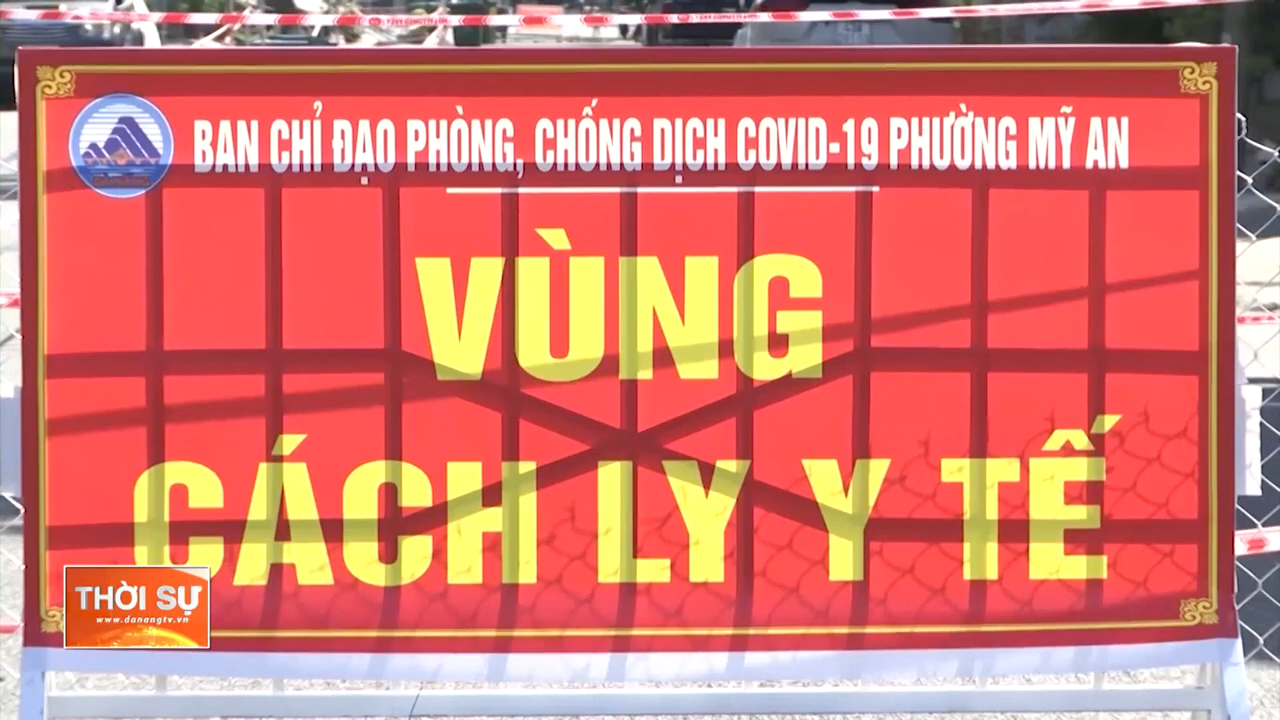 BAN CHỈ ĐẠO PHÒNG, CHỐNG DỊCH COVID-19 PHƯỜNG MỸ AN
VÙNG
CÁCH LY Y TẾ
THỜI SỰ
www.danangtv.vn